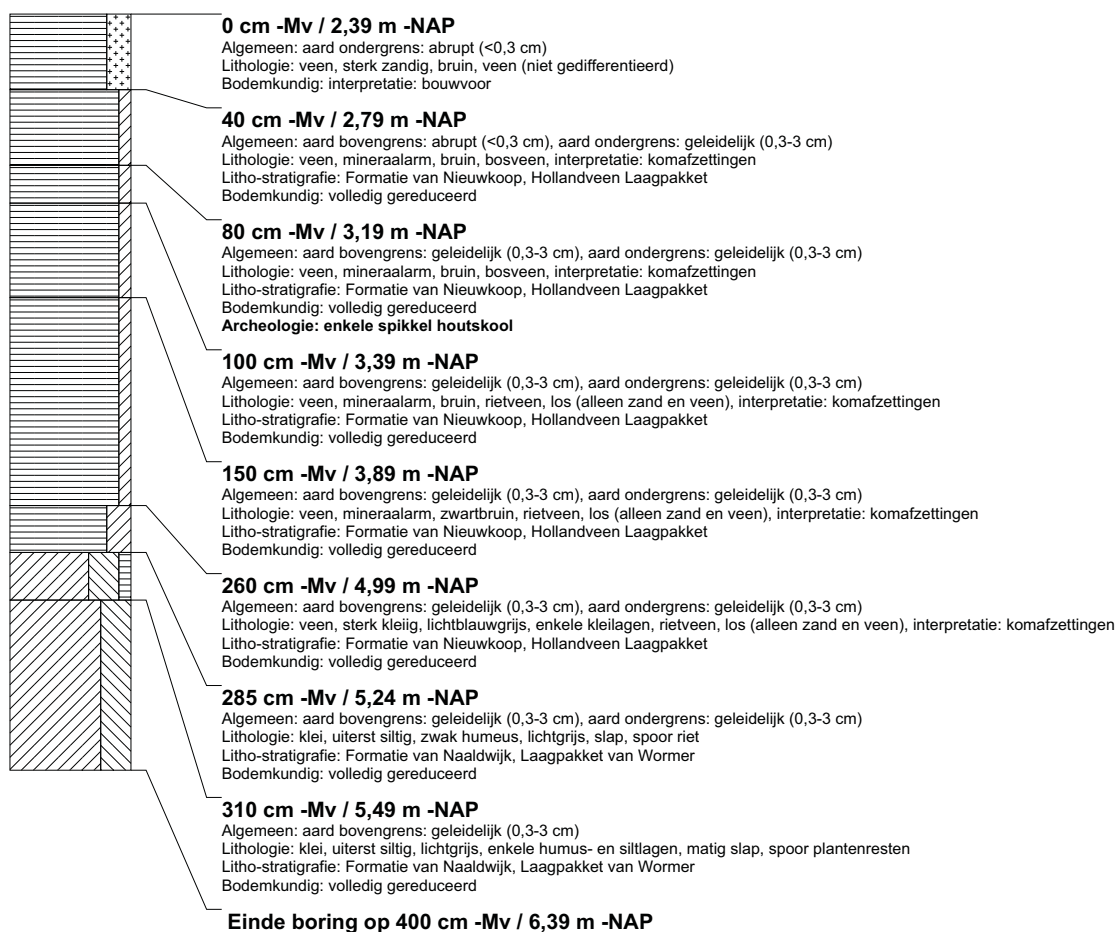 0 cm -Mv / 2,39 m -NAP
Algemeen: aard ondergrens: abrupt (<0,3 cm)
Lithologie: veen, sterk zandig, bruin, veen (niet gedifferentieerd)
Bodemkundig: interpretatie: bouwvoor
40 cm -Mv / 2,79 m -NAP
Algemeen: aard bovengrens: abrupt (<0,3 cm), aard ondergrens: geleidelijk (0,3-3 cm)
Lithologie: veen, mineraalarm, bruin, bosveen, interpretatie: komafzettingen
Litho-stratigrafie: Formatie van Nieuwkoop, Hollandveen Laagpakket
Bodemkundig: volledig gereduceerd
80 cm -Mv / 3,19 m -NAP
Algemeen: aard bovengrens: geleidelijk (0,3-3 cm), aard ondergrens: geleidelijk (0,3-3 cm)
Lithologie: veen, mineraalarm, bruin, bosveen, interpretatie: komafzettingen
Litho-stratigrafie: Formatie van Nieuwkoop, Hollandveen Laagpakket
Bodemkundig: volledig gereduceerd
Archeologie: enkele spikkel houtskool
100 cm -Mv / 3,39 m -NAP
Algemeen: aard bovengrens: geleidelijk (0,3-3 cm), aard ondergrens: geleidelijk (0,3-3 cm)
Lithologie: veen, mineraalarm, bruin, rietveen, los (alleen zand en veen), interpretatie: komafzettingen
Litho-stratigrafie: Formatie van Nieuwkoop, Hollandveen Laagpakket
Bodemkundig: volledig gereduceerd
150 cm -Mv / 3,89 m -NAP
Algemeen: aard bovengrens: geleidelijk (0,3-3 cm), aard ondergrens: geleidelijk (0,3-3 cm)
Lithologie: veen, mineraalarm, zwartbruin, rietveen, los (alleen zand en veen), interpretatie: komafzettingen
Litho-stratigrafie: Formatie van Nieuwkoop, Hollandveen Laagpakket
Bodemkundig: volledig gereduceerd
260 cm -Mv / 4,99 m -NAP
Algemeen: aard bovengrens: geleidelijk (0,3-3 cm), aard ondergrens: geleidelijk (0,3-3 cm)
Lithologie: veen, sterk kleiig, lichtblauwgrijs, enkele kleilagen, rietveen, los (alleen zand en veen), interpretatie: komafzettingen
Litho-stratigrafie: Formatie van Nieuwkoop, Hollandveen Laagpakket
Bodemkundig: volledig gereduceerd
285 cm -Mv / 5,24 m -NAP
Algemeen: aard bovengrens: geleidelijk (0,3-3 cm), aard ondergrens: geleidelijk (0,3-3 cm)
Lithologie: klei, uiterst siltig, zwak humeus, lichtgrijs, slap, spoor riet
Litho-stratigrafie: Formatie van Naaldwijk, Laagpakket van Wormer
Bodemkundig: volledig gereduceerd
310 cm -Mv / 5,49 m -NAP
Algemeen: aard bovengrens: geleidelijk (0,3-3 cm)
Lithologie: klei, uiterst siltig, lichtgrijs, enkele humus- en siltlagen, matig slap, spoor plantenresten
Litho-stratigrafie: Formatie van Naaldwijk, Laagpakket van Wormer
Bodemkundig: volledig gereduceerd
Einde boring op 400 cm -Mv / 6,39 m -NAP